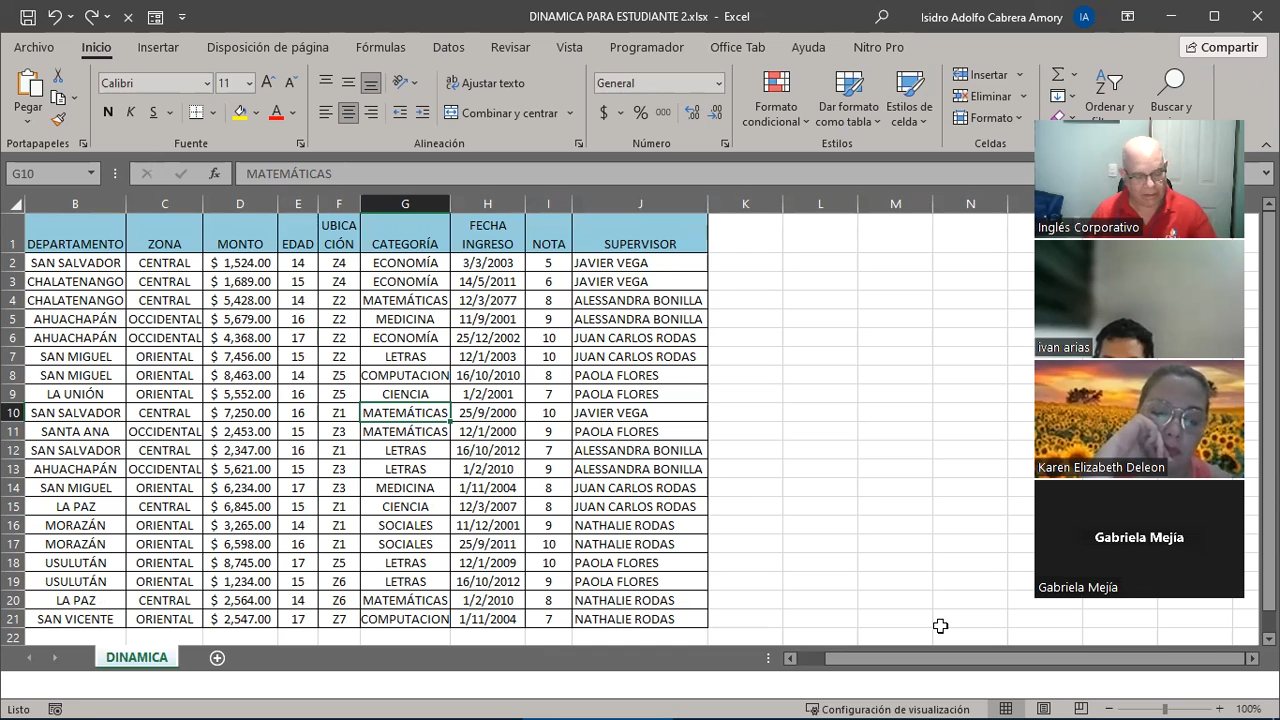 DINAMICA PARA ESTUDIANTE 2.xlsx - Excel
Isidro Adolfo Cabrera Amory
IA
Archivo Inicio Insertar Disposición de página Fórmulas Datos Revisar Vista Programador Office Tab Ayuda Nitro Pro Compartir
Pegar
Calibri 11
N K S
Ajustar texto
Combinar y centrar
General
$ % 000
Formato condicional
Dar formato como tabla
Estilos de celda
Insertar
Eliminar
Formato
Ordenar y
Buscar y
Portapapeles Fuente Alineación Número Estilos Celdas
G10 fx MATEMÁTICAS
B C D E F G H I J K L M N
1 DEPARTAMENTO ZONA MONTO EDAD UBICACIÓN CATEGORÍA FECHA INGRESO NOTA SUPERVISOR
2 SAN SALVADOR CENTRAL $ 1,524.00 14 Z4 ECONOMÍA 3/3/2003 5 JAVIER VEGA
3 CHALATENANGO CENTRAL $ 1,689.00 15 Z4 ECONOMÍA 14/5/2011 6 JAVIER VEGA
4 CHALATENANGO CENTRAL $ 5,428.00 14 Z2 MATEMÁTICAS 12/3/2077 8 ALESSANDRA BONILLA
5 AHUACHAPÁN OCCIDENTAL $ 5,679.00 16 Z2 MEDICINA 11/9/2001 9 ALESSANDRA BONILLA
6 AHUACHAPÁN OCCIDENTAL $ 4,368.00 17 Z2 ECONOMÍA 25/12/2002 10 JUAN CARLOS RODAS
7 SAN MIGUEL ORIENTAL $ 7,456.00 15 Z2 LETRAS 12/1/2003 10 JUAN CARLOS RODAS
8 SAN MIGUEL ORIENTAL $ 8,463.00 14 Z5 COMPUTACION 16/10/2010 8 PAOLA FLORES
9 LA UNIÓN ORIENTAL $ 5,552.00 16 Z5 CIENCIA 1/2/2001 7 PAOLA FLORES
10 SAN SALVADOR CENTRAL $ 7,250.00 16 Z1 MATEMÁTICAS 25/9/2000 10 JAVIER VEGA
11 SANTA ANA OCCIDENTAL $ 2,453.00 15 Z3 MATEMÁTICAS 12/1/2000 9 PAOLA FLORES
12 SAN SALVADOR CENTRAL $ 2,347.00 16 Z1 LETRAS 16/10/2012 7 ALESSANDRA BONILLA
13 AHUACHAPÁN OCCIDENTAL $ 5,621.00 15 Z3 LETRAS 1/2/2010 9 ALESSANDRA BONILLA
14 SAN MIGUEL ORIENTAL $ 6,234.00 17 Z3 MEDICINA 1/11/2004 8 JUAN CARLOS RODAS
15 LA PAZ CENTRAL $ 6,845.00 15 Z1 CIENCIA 12/3/2007 8 JUAN CARLOS RODAS
16 MORAZÁN ORIENTAL $ 3,265.00 15 Z1 SOCIALES 11/12/2001 9 NATHALIE RODAS
17 MORAZÁN ORIENTAL $ 6,598.00 16 Z1 SOCIALES 25/9/2011 10 NATHALIE RODAS
18 USULUTÁN ORIENTAL $ 8,745.00 17 Z5 LETRAS 12/1/2009 10 PAOLA FLORES
19 USULUTÁN ORIENTAL $ 1,234.00 15 Z6 LETRAS 16/10/2012 9 PAOLA FLORES
20 LA PAZ CENTRAL $ 2,564.00 14 Z6 MATEMÁTICAS 1/2/2010 8 NATHALIE RODAS
21 SAN VICENTE ORIENTAL $ 2,547.00 17 Z7 COMPUTACION 1/11/2004 7 NATHALIE RODAS
22
Inglés Corporativo
ivan arias
Karen Elizabeth Deleon
Gabriela Mejía
Gabriela Mejía
DINAMICA
Listo
Configuración de visualización
100%